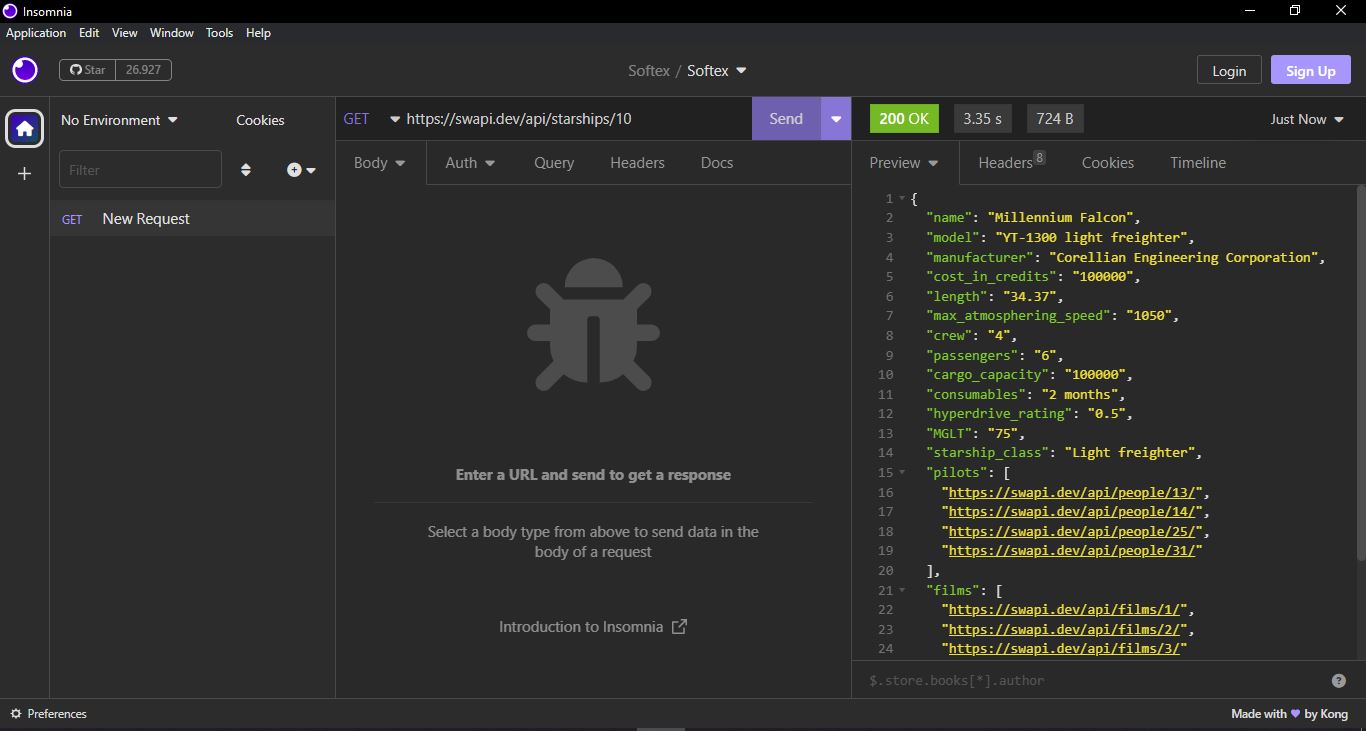 Insomnia
Application Edit View Window Tools Help
Star 26.927
Softex / Softex
Login Sign Up
No Environment Cookies
Filter
GET New Request
GET https://swapi.dev/api/starships/10 Send
Body Auth Query Headers Docs
Enter a URL and send to get a response
Select a body type from above to send data in the
body of a request
Introduction to Insomnia
200 OK 3.35 s 724 B Just Now
Preview Headers 8 Cookies Timeline
1 {
2 "name": "Millennium Falcon",
3 "model": "YT-1300 light freighter",
4 "manufacturer": "Corellian Engineering Corporation",
5 "cost_in_credits": "100000",
6 "length": "34.37",
7 "max_atmosphering_speed": "1050",
8 "crew": "4",
9 "passengers": "6",
10 "cargo_capacity": "100000",
11 "consumables": "2 months",
12 "hyperdrive_rating": "0.5",
13 "MGLT": "75",
14 "starship_class": "Light freighter",
15 "pilots": [
16 "https://swapi.dev/api/people/13/",
17 "https://swapi.dev/api/people/14/",
18 "https://swapi.dev/api/people/25/",
19 "https://swapi.dev/api/people/31/"
20 ],
21 "films": [
22 "https://swapi.dev/api/films/1/",
23 "https://swapi.dev/api/films/2/",
24 "https://swapi.dev/api/films/3/"
$.store.books[*].author ?
Preferences
Made with ♥ by Kong